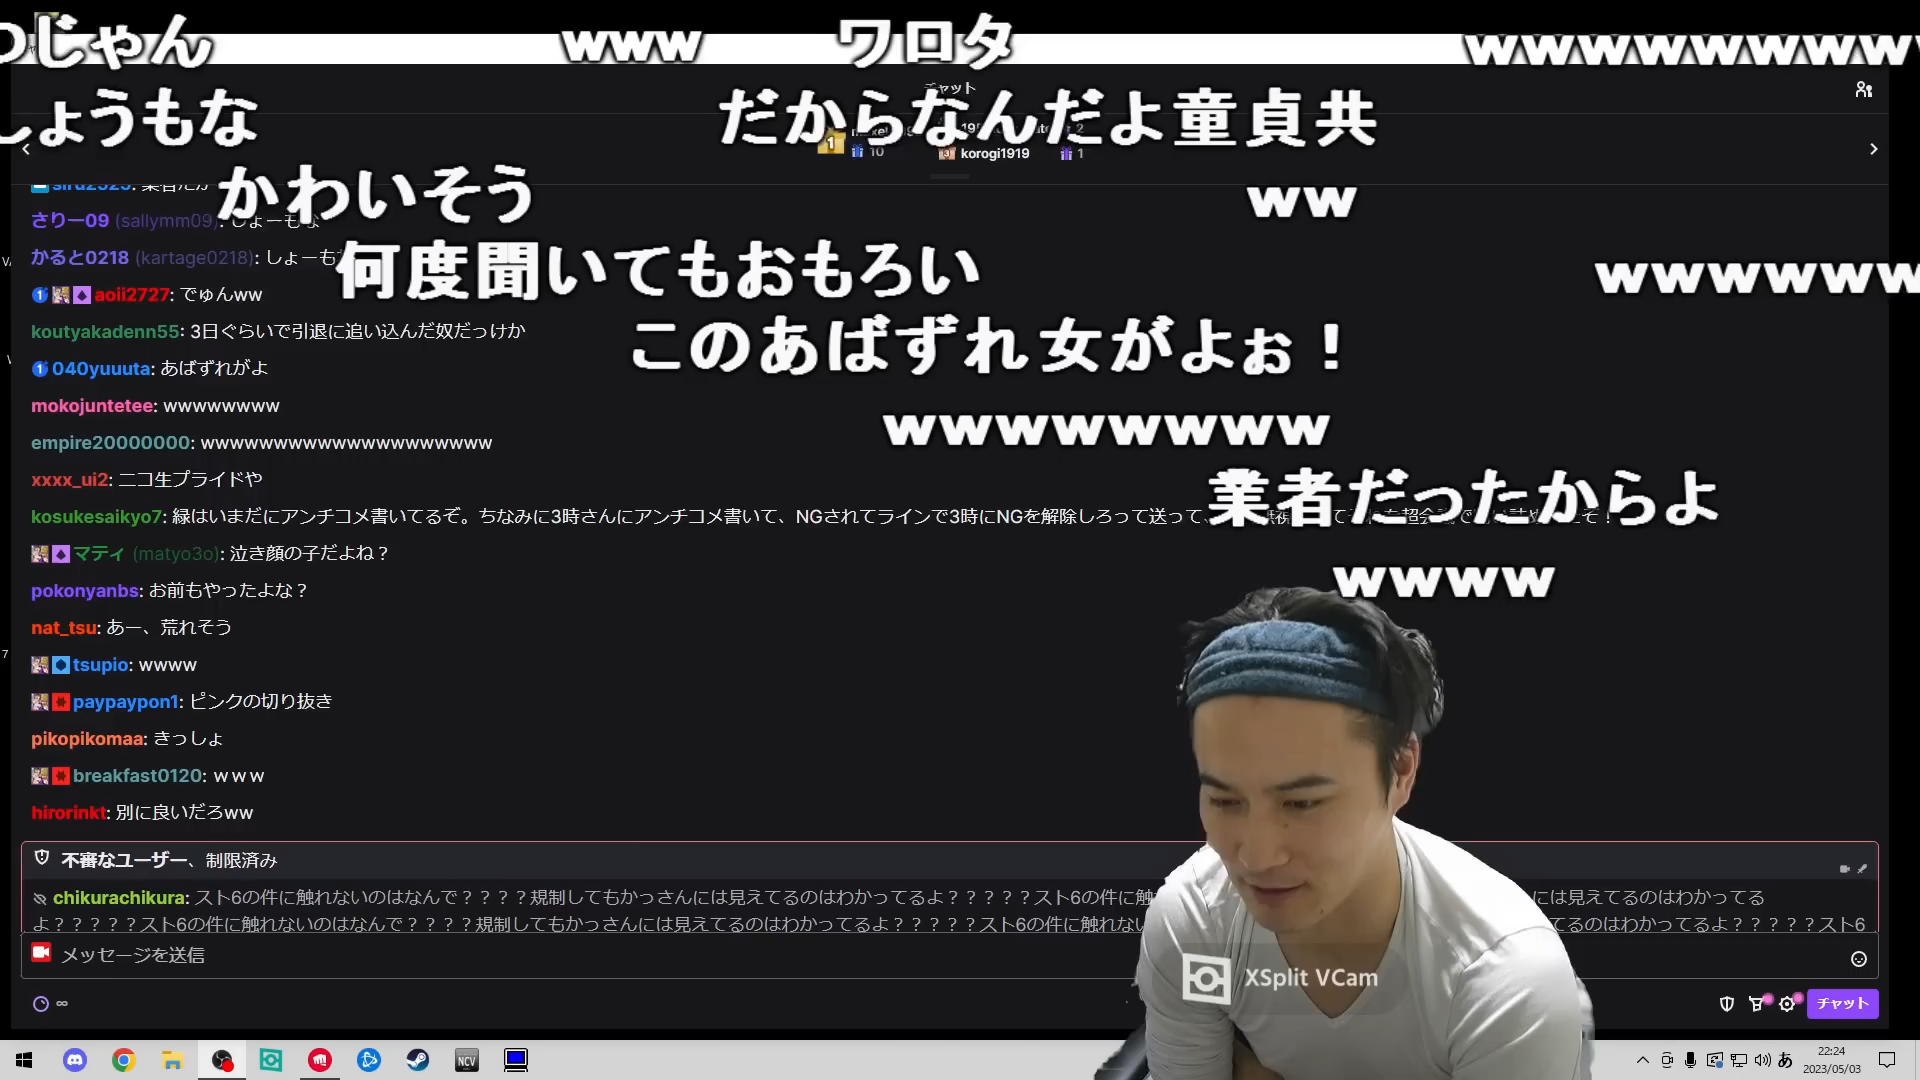 つじゃん
www
ワロタ
wwwwwwwww
チャット
しょうもな
だからなんだよ童貞共
10
2
korogi1919
1
かわいそう
ww
さりー09 (sallymm09): しょーもな
かると0218 (kartage0218): しょーも
何度聞いてもおもろい
wwwwwww
aoii2727: でゅんww
koutyakadenn55: 3日ぐらいで引退に追い込んだ奴だっけか
このあばずれ女がよぉ！
040yuuuta: あばずれがよ
mokojuntetee: wwwwwwww
wwwwwwwww
empire20000000: wwwwwwwwwwwwwwwwwwww
xxxx_ui2: ニコ生プライドや
業者だったからよ
kosukesaikyo7: 緑はいまだにアンチコメ書いてるぞ。ちなみに3時さんにアンチコメ書いて、NGされてラインで3時にNGを解除しろって送って、
マティ (matyo3o): 泣き顔の子だよね？
wwww
pokonyanbs: お前もやったよな？
nat_tsu: あー、荒れそう
tsupio: wwww
paypaypon1: ピンクの切り抜き
pikopikomaa: きっしょ
breakfast0120: ｗｗｗ
hirorinkt: 別に良いだろww
不審なユーザー、制限済み
chikurachikura: スト6の件に触れないのはなんで？？？？規制してもかっさんには見えてるのはわかってるよ？？？？？スト6の件に には見えてるのはわかってる
よ？？？？？スト6の件に触れないのはなんで？？？？規制してもかっさんには見えてるのはわかってるよ？？？？？スト6の件に触れな てるのはわかってるよ？？？？？スト6
メッセージを送信
XSplit VCam
∞
チャット
NCV
あ
22:24
2023/05/03